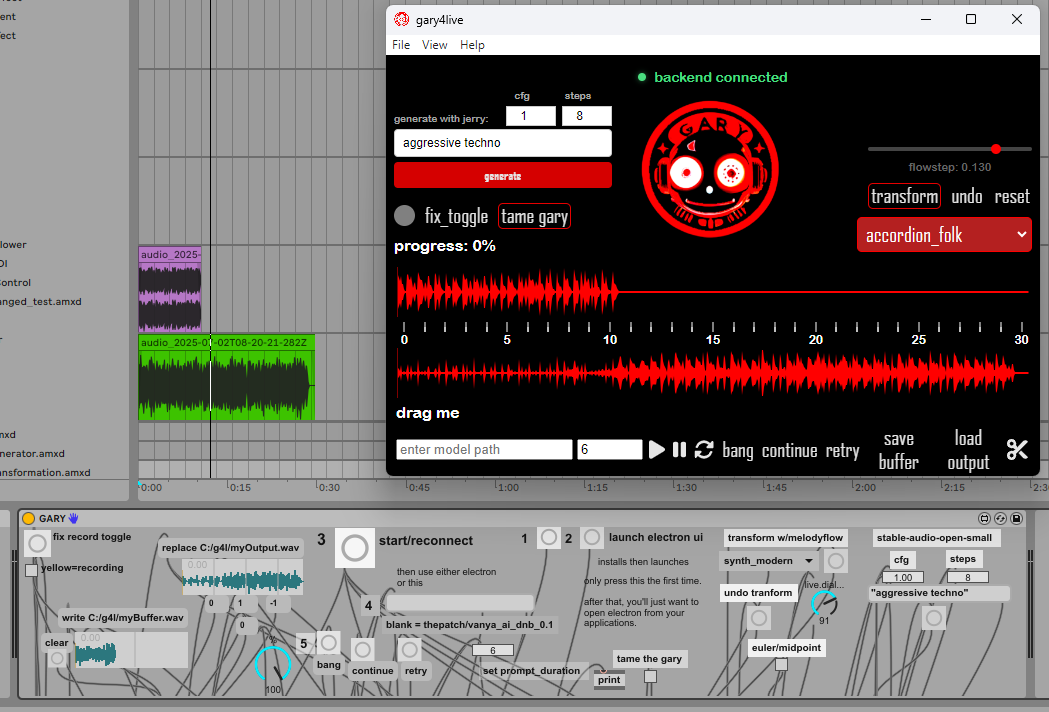 ent
ect
lower
DI
Control
anged_test.amxd
mxd
nerator.amxd
ansformation.amxd
audio_2025-
audio_2025-0 -02T08-20-21-282Z
0:00 0:15 0:30 0:45 1:00 1:15 1:30 1:45 2:00 2:15 2:3
gary4live
File View Help
backend connected
cfg steps
generate with jerry: 1 8
aggressive techno
generate
GARY
flowstep: 0.130
transform undo reset
accordion_folk
fix_toggle tame gary
progress: 0%
0 5 10 15 20 25 30
drag me
enter model path 6 bang continue retry save buffer load output
GARY
fix record toggle
yellow=recording
replace C:/g4l/myOutput.wav
0.00
0 1 -1
0
write C:/g4l/myBuffer.wav
clear 0.00
%
100
3 start/reconnect
then use either electron
or this
4
blank = thepatch/vanya_ai_dnb_0.1
5
bang continue retry
6
set prompt_duration
print
tame the gary
1 2 launch electron ui
installs then launches
only press this the first time.
after that, you'll just want to
open electron from your
applications.
transform w/melodyflow
synth_modern
undo tranform
live.dial...
91
euler/midpoint
stable-audio-open-small
cfg steps
1.00 8
"aggressive techno"